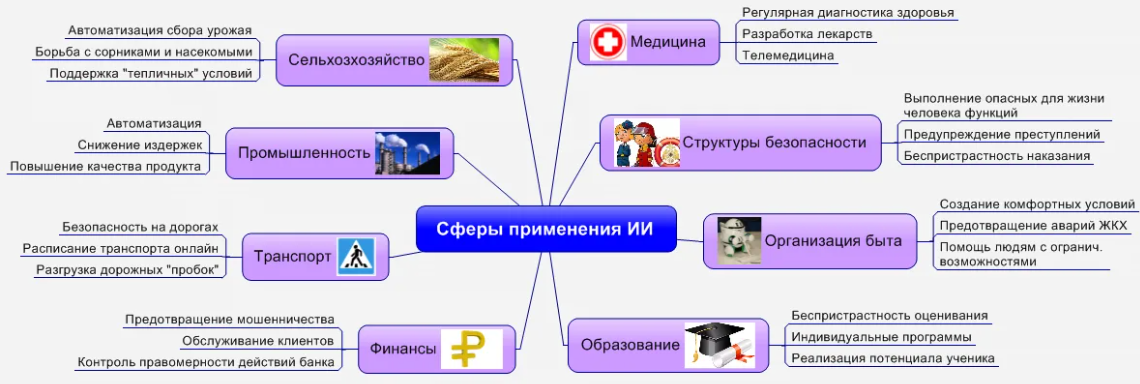 Сферы применения ИИ
Сельхозхозяйство
Автоматизация сбора урожая
Борьба с сорниками и насекомыми
Поддержка "тепличных" условий
Промышленность
Автоматизация
Снижение издержек
Повышение качества продукта
Транспорт
Безопасность на дорогах
Расписание транспорта онлайн
Разгрузка дорожных "пробок"
Финансы
Предотвращение мошенничества
Обслуживание клиентов
Контроль правомерности действий банка
Медицина
Регулярная диагностика здоровья
Разработка лекарств
Телемедицина
Структуры безопасности
Выполнение опасных для жизни
человека функций
Предупреждение преступлений
Беспристрастность наказания
Организация быта
Создание комфортных условий
Предотвращение аварий ЖКХ
Помощь людям с огранич.
возможностями
Образование
Беспристрастность оценивания
Индивидуальные программы
Реализация потенциала ученика